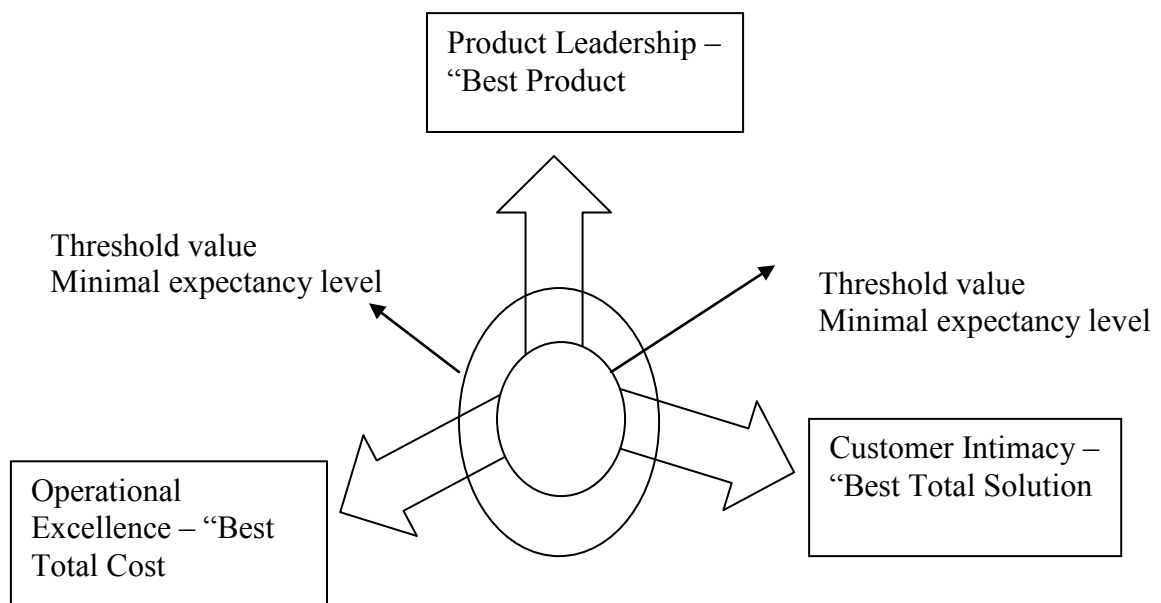 Product Leadership –
“Best Product
Threshold value
Minimal expectancy level
Threshold value
Minimal expectancy level
Customer Intimacy –
“Best Total Solution
Operational
Excellence – “Best
Total Cost